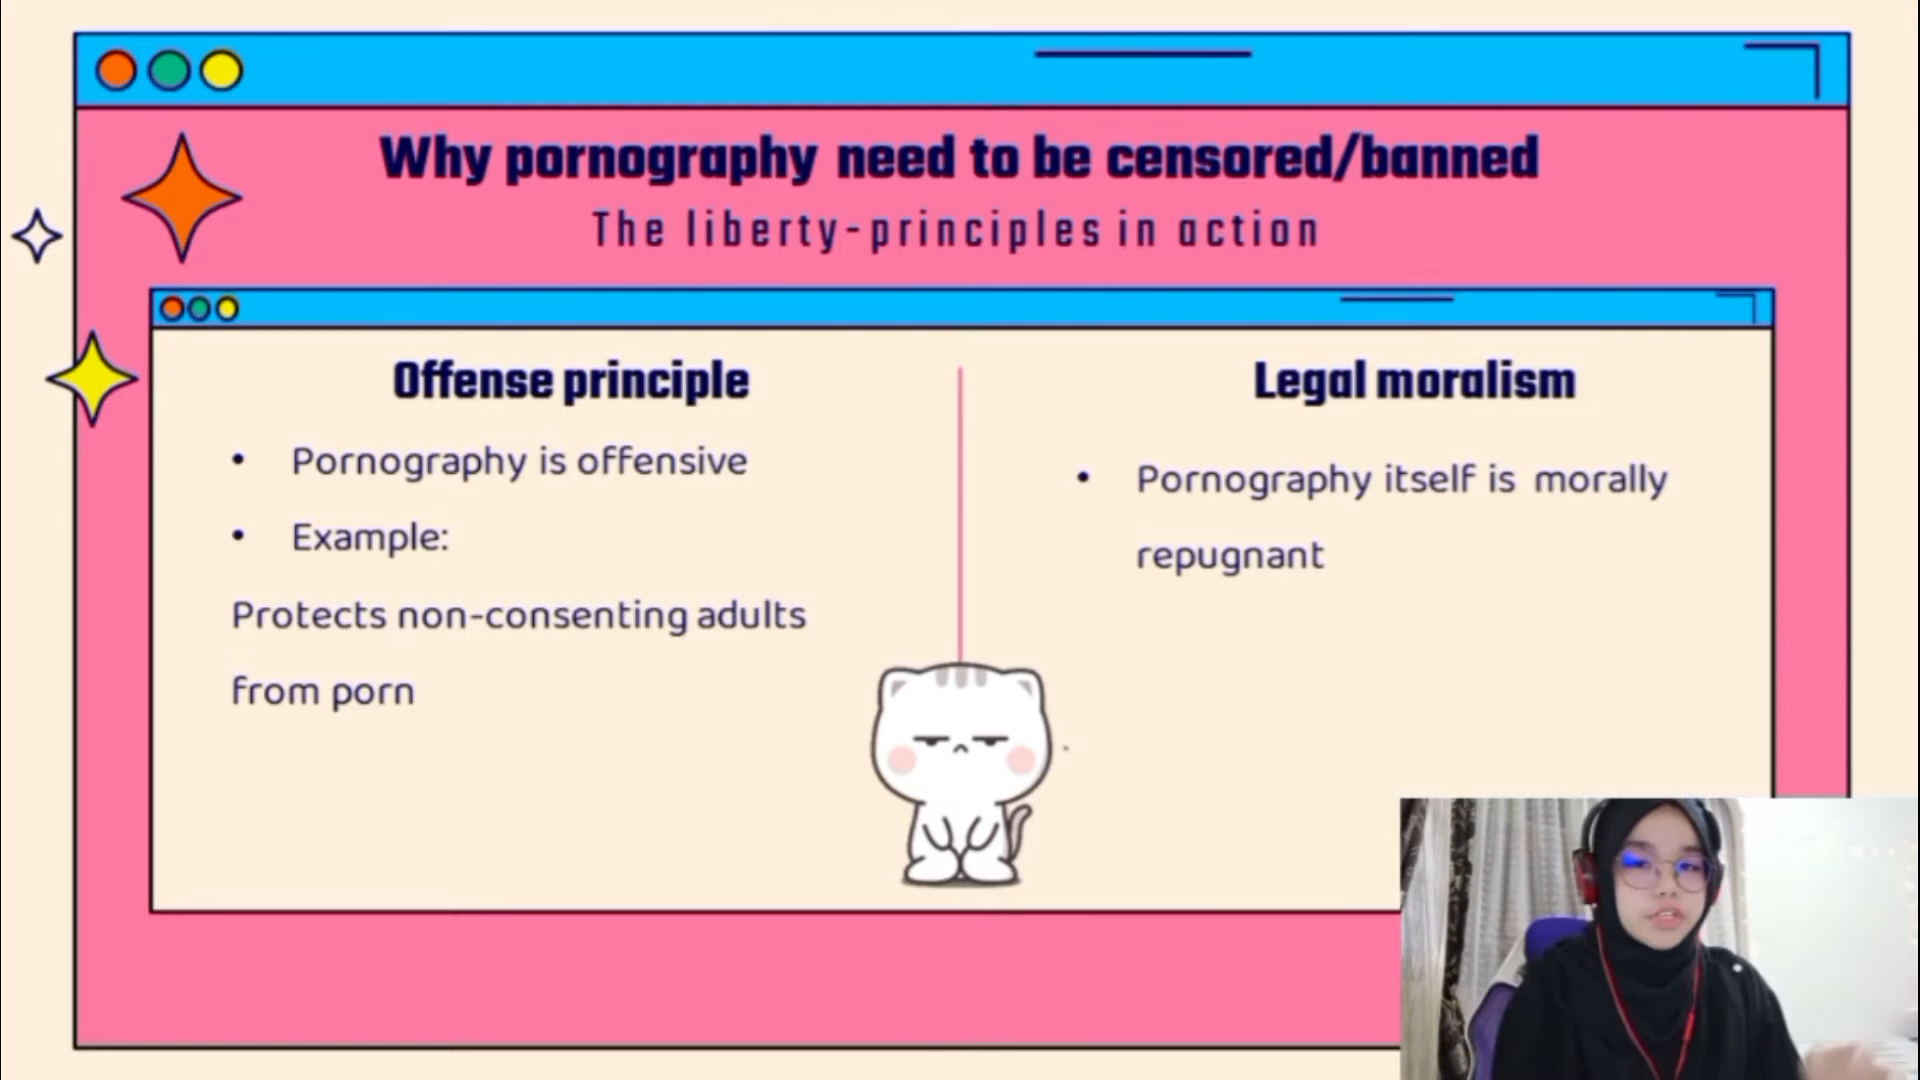 Why pornography need to be censored/banned
The liberty-principles in action
Offense principle
• Pornography is offensive
• Example:
Protects non-consenting adults
from porn
Legal moralism
• Pornography itself is morally
repugnant